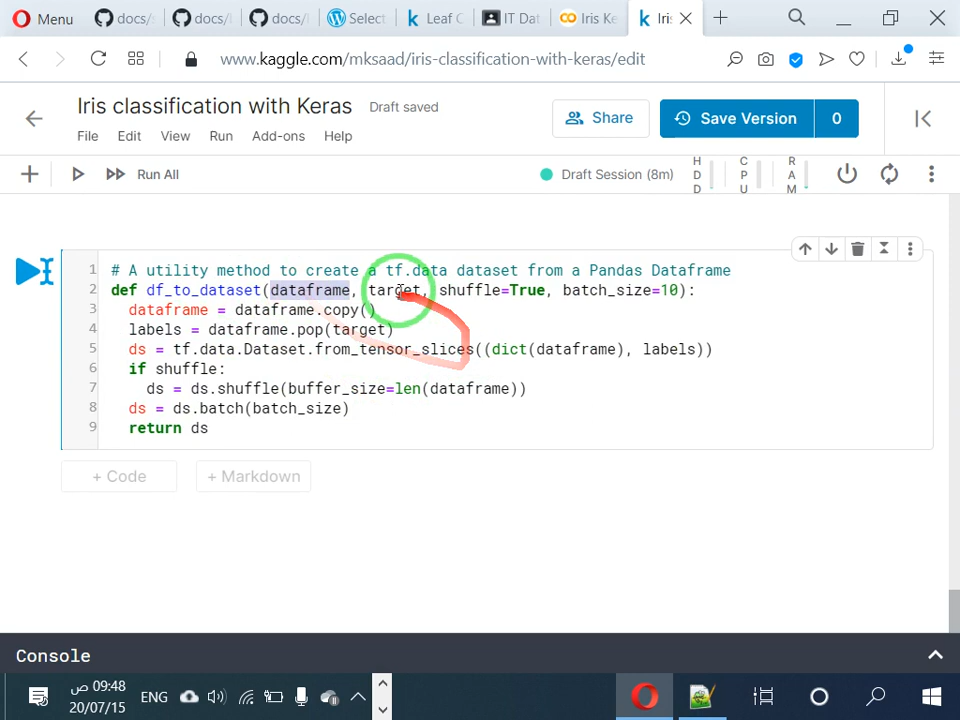 Menu
docs/
docs/
docs/
Select
Leaf C
IT Dat
Iris Ke
Iris
www.kaggle.com/mksaad/iris-classification-with-keras/edit
Iris classification with Keras
Draft saved
File Edit View Run Add-ons Help
Share
Save Version
0
Run All
Draft Session (8m)
HDD
CPU
RAM
1 # A utility method to create a tf.data dataset from a Pandas Dataframe
2 def df_to_dataset(dataframe, target, shuffle=True, batch_size=10):
3 dataframe = dataframe.copy()
4 labels = dataframe.pop(target)
5 ds = tf.data.Dataset.from_tensor_slices((dict(dataframe), labels))
6 if shuffle:
7 ds = ds.shuffle(buffer_size=len(dataframe))
8 ds = ds.batch(batch_size)
9 return ds
+ Code
+ Markdown
Console
09:48 ص
20/07/15
ENG